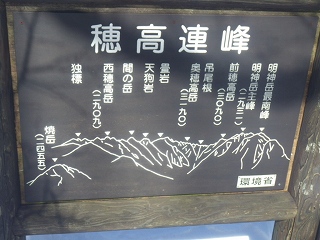 穂高連峰
明神岳最南峰
明神岳主峰
(二九三一)
前穂高岳
(三〇九〇)
吊尾根
奥穂高岳
(三一九〇)
畳岩
天狗岩
間の岳
西穂高岳
(二九〇九)
独標
焼岳
(二四五五)
環境省